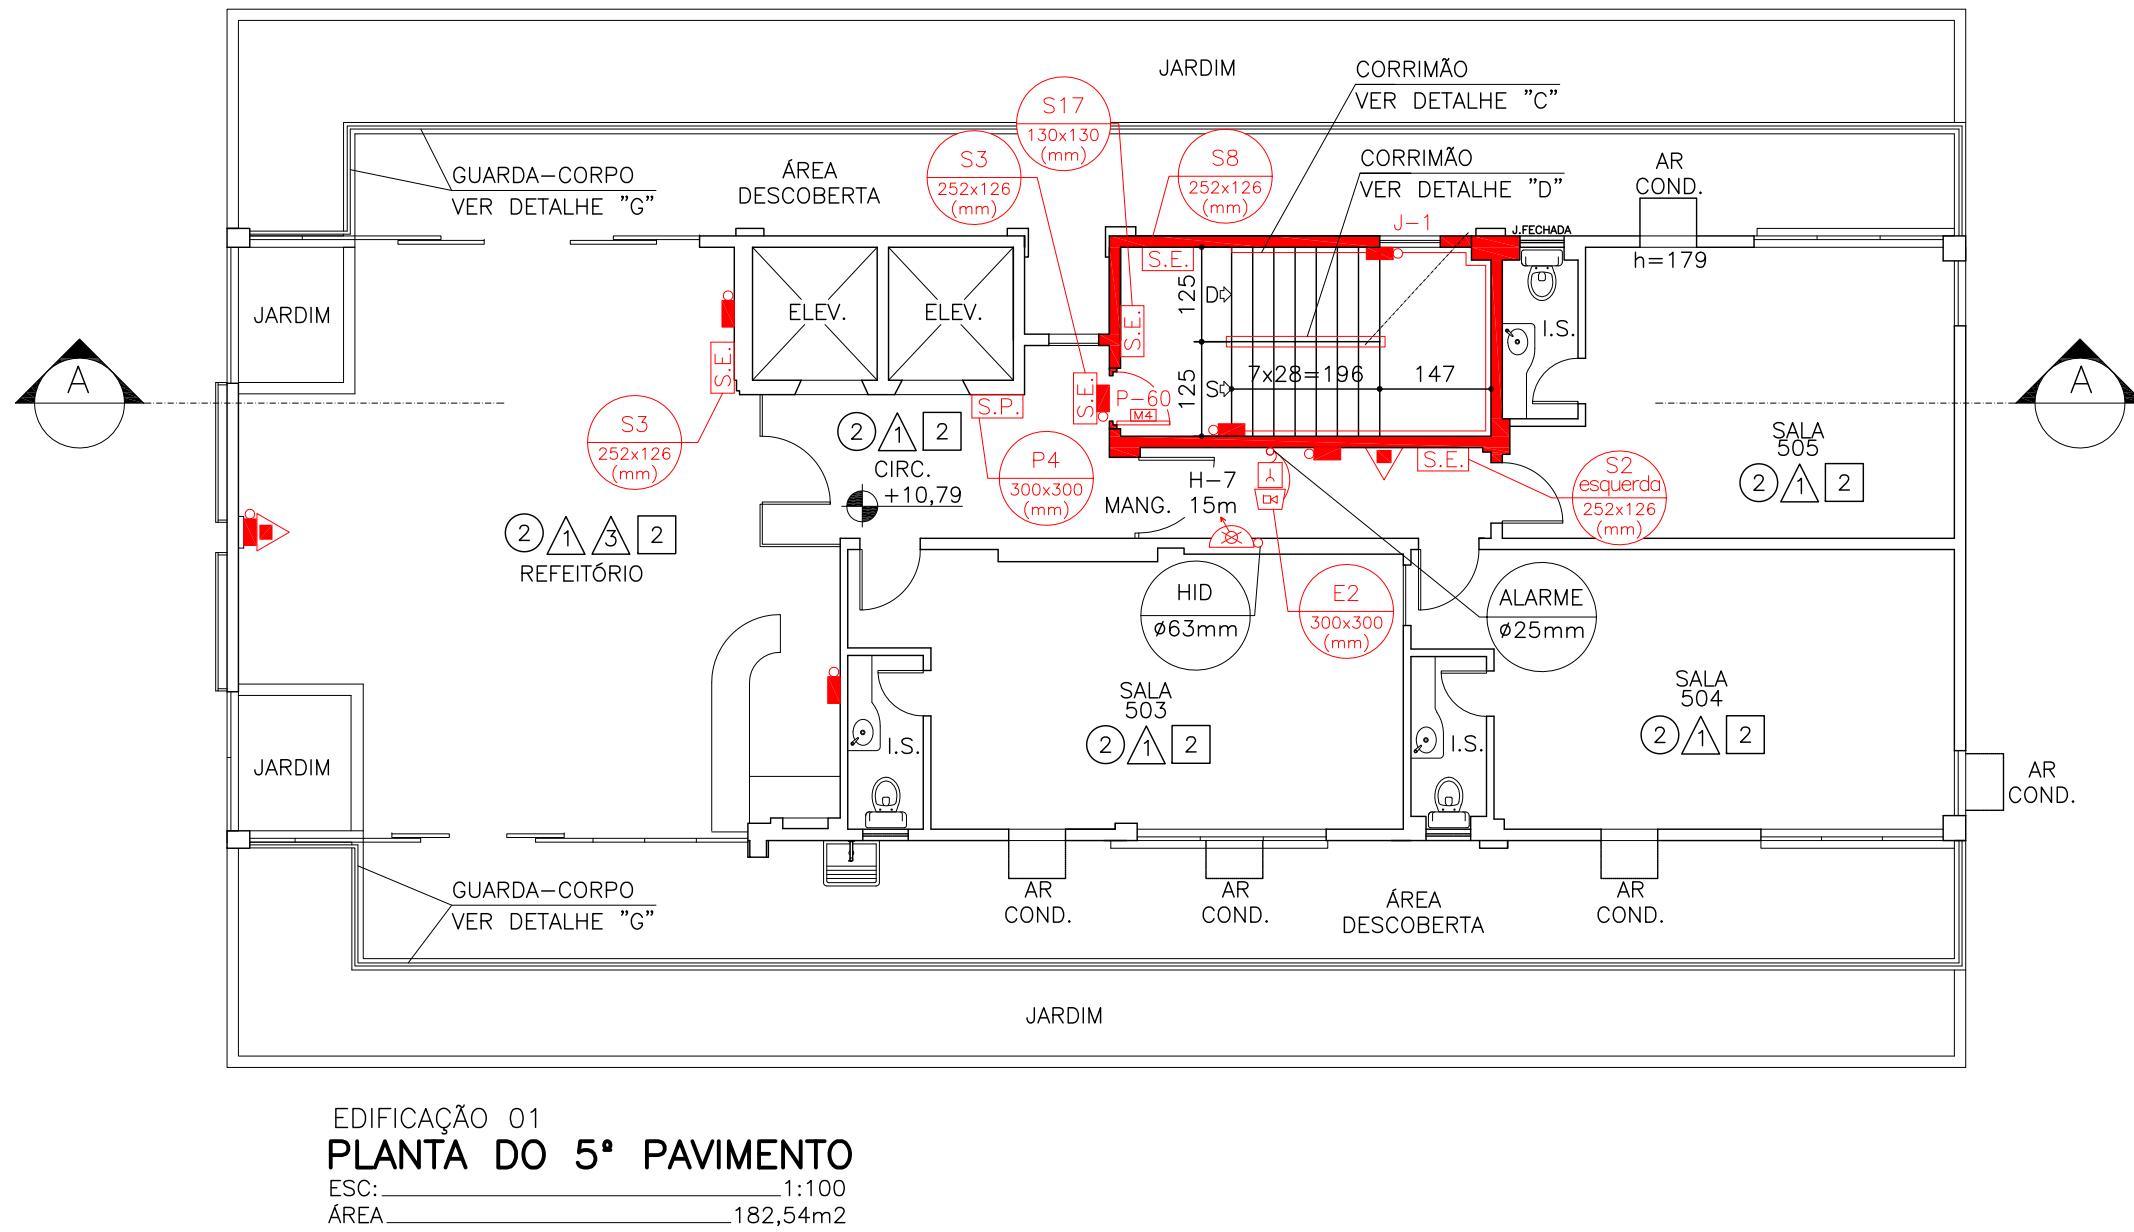 JARDIM
CORRIMÃO
VER DETALHE "C"
S17
130x130
(mm)
S3
252x126
(mm)
S8
252x126
(mm)
CORRIMÃO
VER DETALHE "D"
AR
COND.
GUARDA-CORPO
VER DETALHE "G"
ÁREA
DESCOBERTA
J-1
J.FECHADA
h=179
S.E.
125
D
ELEV.
ELEV.
JARDIM
S.E.
I.S.
A
S.E.
S.E.
P-60
M4
125
S
7x28=196
147
A
S.P.
S3
252x126
(mm)
2
1
2
CIRC.
+10,79
P4
300x300
(mm)
S.E.
S2
esquerda
252x126
(mm)
SALA
505
2
1
2
H-7
MANG.
15m
2
1
3
2
REFEITÓRIO
HID
ø63mm
E2
300x300
(mm)
ALARME
ø25mm
SALA
503
2
1
2
SALA
504
2
1
2
I.S.
I.S.
JARDIM
AR
COND.
GUARDA-CORPO
VER DETALHE "G"
AR
COND.
AR
COND.
ÁREA
DESCOBERTA
AR
COND.
JARDIM
EDIFICAÇÃO 01
PLANTA DO 5ª PAVIMENTO
ESC: 1:100
ÁREA 182,54m2